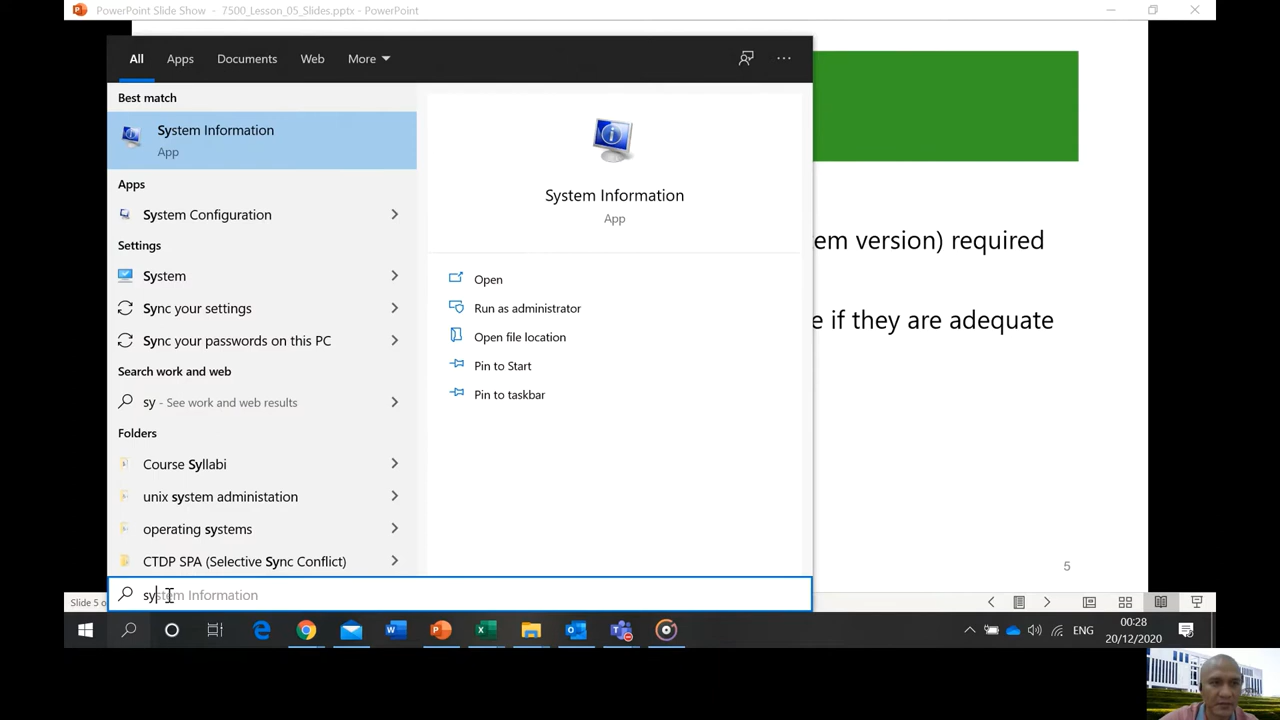 PowerPoint Slide Show - 7500_Lesson_05_Slides.pptx - PowerPoint
All Apps Documents Web More
Best match
System Information
App
Apps
System Configuration
Settings
System
Sync your settings
Sync your passwords on this PC
Search work and web
sy - See work and web results
Folders
Course Syllabi
unix system administation
operating systems
CTDP SPA (Selective Sync Conflict)
system Information
System Information
App
Open
Run as administrator
Open file location
Pin to Start
Pin to taskbar
em version) required
e if they are adequate
5
Slide 5 o
ENG
00:28
20/12/2020